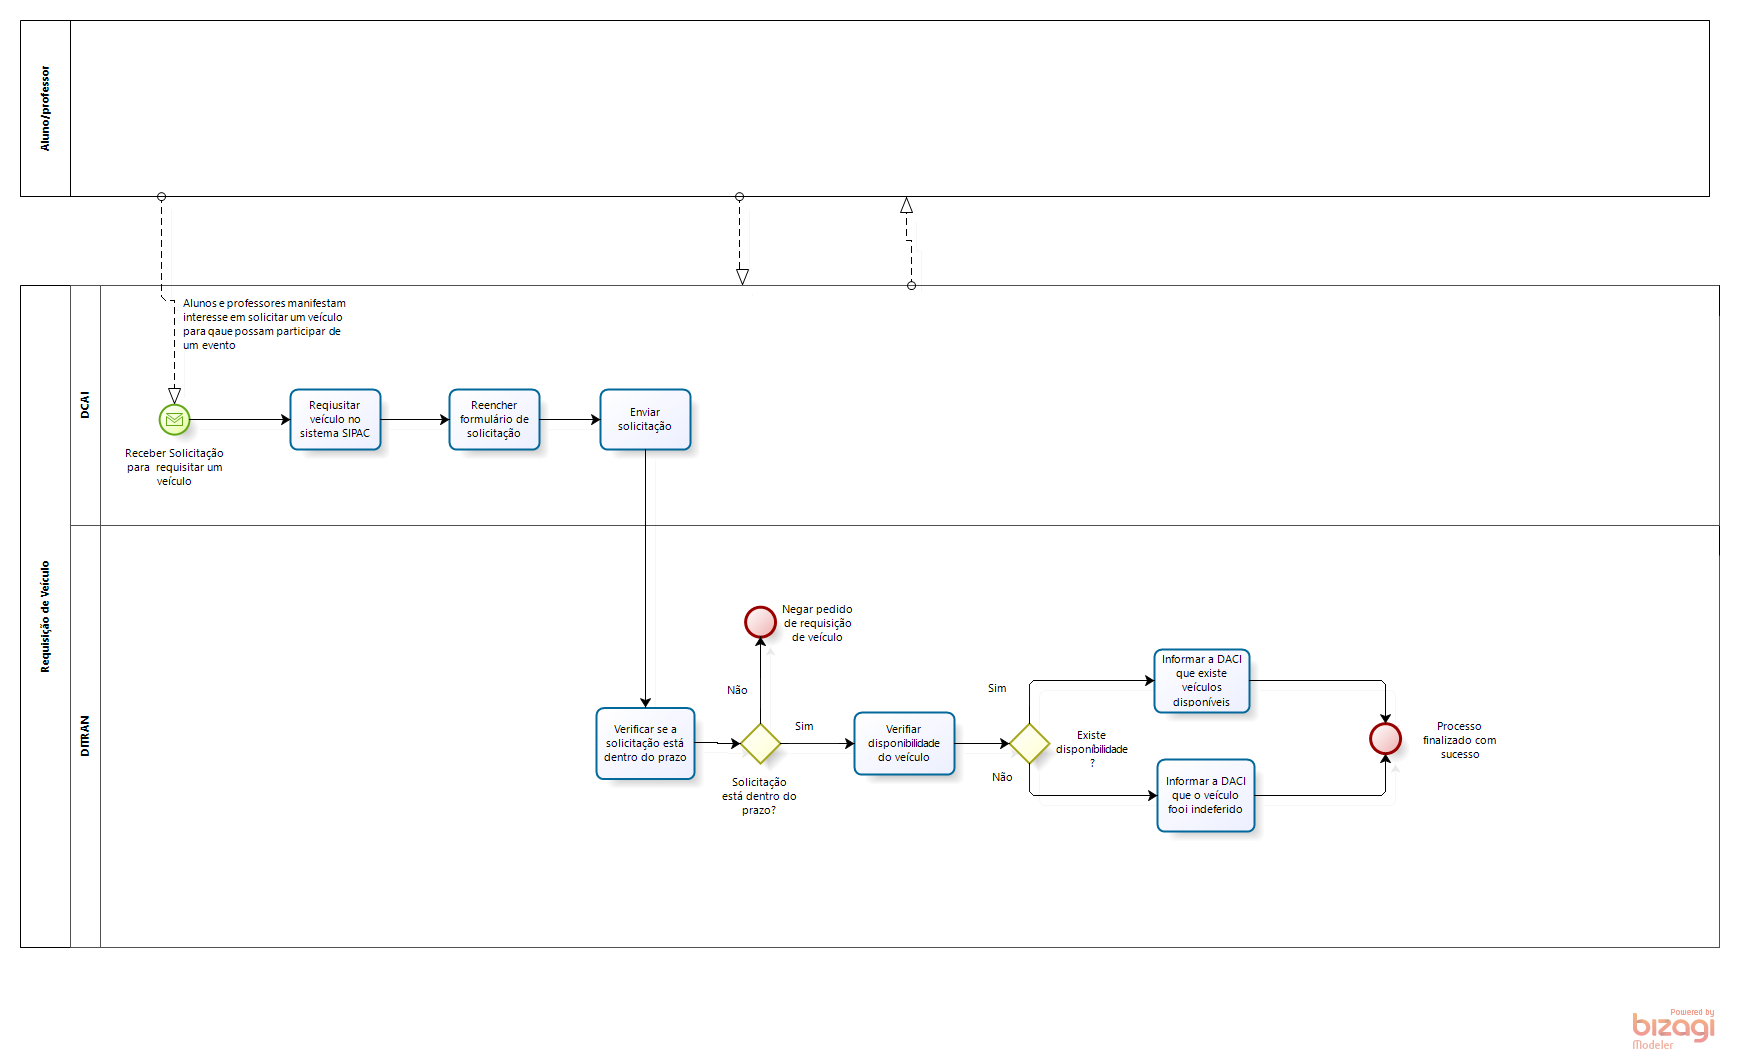 Aluno/professor
Alunos e professores manifestam
interesse em solicitar um veículo
para qaue possam participar de
um evento
Requisição de Veículo
DCAI
Receber Solicitação
para requisitar um
veículo
Reqiusitar
veículo no
sistema SIPAC
Reencher
formulário de
solicitação
Enviar
solicitação
DITRAN
Negar pedido
de requisição
de veículo
Não
Verificar se a
solicitação está
dentro do prazo
Sim
Solicitação
está dentro do
prazo?
Verifiar
disponibilidade
do veículo
Sim
Existe
disponíbilidade
?
Não
Informar a DACI
que existe
veículos
disponíveis
Informar a DACI
que o veículo
fooi indeferido
Processo
finalizado com
sucesso
Powered by
bizagi
Modeler